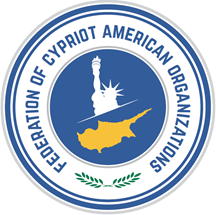 FEDERATION OF CYPRIOT AMERICAN ORGANIZATIONS